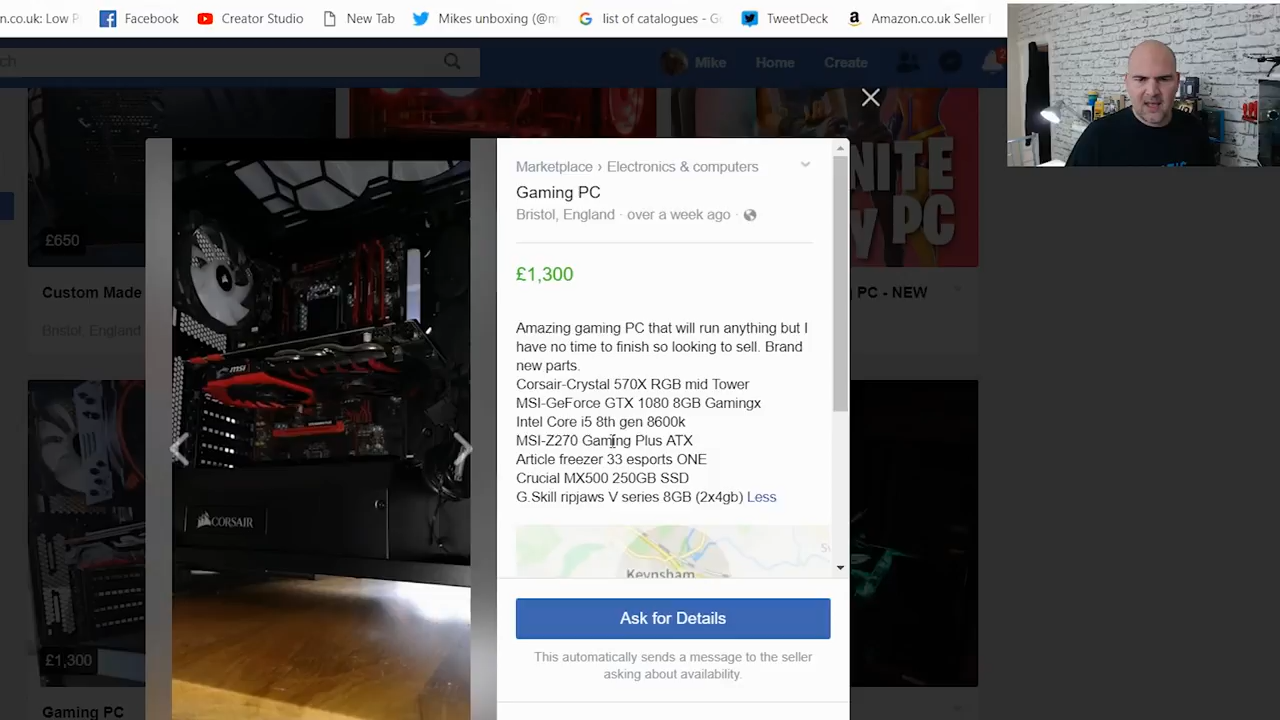 n.co.uk: Low P
Facebook
Creator Studio
New Tab
Mikes unboxing (@m
list of catalogues - G
TweetDeck
Amazon.co.uk Seller
ch
Mike
Home
Create
2
Marketplace › Electronics & computers
Gaming PC
Bristol, England · over a week ago ·
£1,300
Amazing gaming PC that will run anything but I
have no time to finish so looking to sell. Brand
new parts.
Corsair-Crystal 570X RGB mid Tower
MSI-GeForce GTX 1080 8GB Gamingx
Intel Core i5 8th gen 8600k
MSI-Z270 Gaming Plus ATX
Article freezer 33 esports ONE
Crucial MX500 250GB SSD
G.Skill ripjaws V series 8GB (2x4gb) Less
Keynsham
Ask for Details
This automatically sends a message to the seller
asking about availability.
£650
Custom Made
Bristol, England
NITE
y PC
PC - NEW
msi
CORSAIR
£1,300
Gaming PC